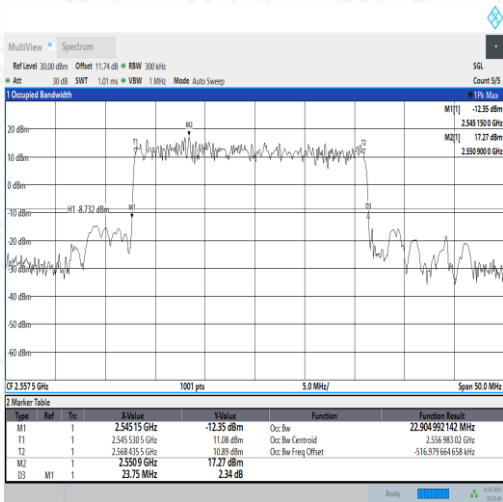 MultiView Spectrum
Ref Level 30.00 dBm Offset 11.74 dB RBW 300 kHz SGL
Att 30 dB SWT 1.01 ms VBW 1 MHz Mode Auto Sweep Count 5/5
1 Occupied Bandwidth 1Pk Max
M1[1] -12.35 dBm
2.545 150 0 GHz
M2[1] 17.27 dBm
2.550 900 0 GHz
20 dBm
M2
T1
T2
10 dBm
0 dBm
H1 -8.732 dBm
M1
D3
-10 dBm
-20 dBm
-30 dBm
-40 dBm
-50 dBm
-60 dBm
CF 2.557 5 GHz 1001 pts 5.0 MHz/ Span 50.0 MHz
2 Marker Table
Type Ref Trc X-Value Y-Value Function Function Result
M1 1 2.545 15 GHz -12.35 dBm Occ Bw 22.904 992 142 MHz
T1 1 2.545 530 5 GHz 11.08 dBm Occ Bw Centroid 2.556 983 02 GHz
T2 1 2.568 435 5 GHz 10.89 dBm Occ Bw Freq Offset -516.979 664 658 kHz
M2 1 2.5509 GHz 17.27 dBm
D3 M1 1 23.75 MHz 2.34 dB
Ready